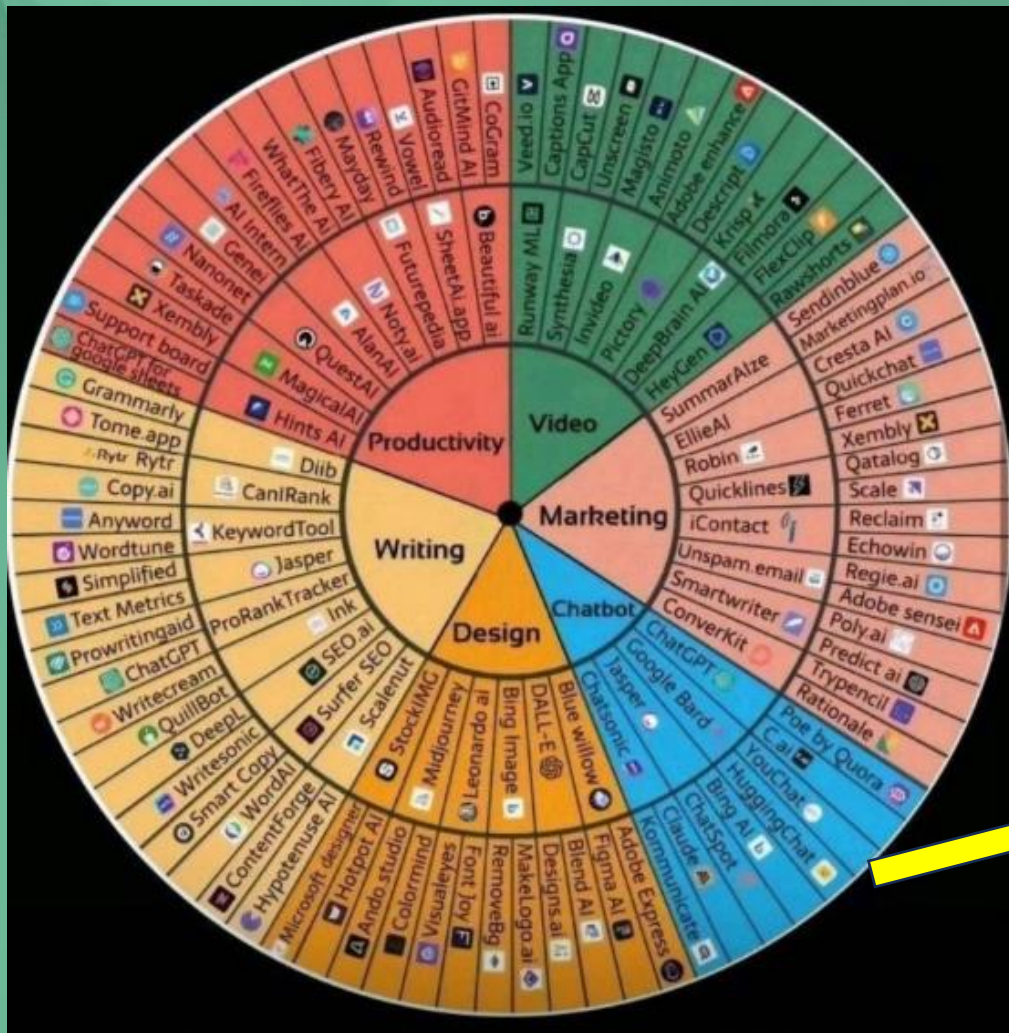 Productivity
CoGram
GitMind AI
Audioread
Vowel
Rewind
Mayday
Fibery AI
WhatThe AI
Fireflies AI
AI Intern
Genei
Nanonet
Taskade
Xembly
Support board
ChatGPT for
google sheets
Beautiful ai
SheetAi.app
Futurepedia
Noty.ai
AlanAI
QuestAI
MagicalAI
Hints AI
Video
Veed.io
Captions App
CapCut
Unscreen
Magisto
Animoto
Adobe enhance
Descript
Krisp
Filmora
FlexClip
Rawshorts
Runway ML
Synthesia
Invideo
Pictory
DeepBrain AI
HeyGen
Marketing
Sendinblue
Marketingplan.io
Cresta AI
Quickchat
Ferret
Xembly
Qatalog
Scale
Reclaim
Echowin
Regie.ai
Adobe sensei
Poly.ai
Predict ai
Trypencil
Rationale
SummarAIze
EllieAI
Robin
Quicklines
iContact
Unspam.email
Smartwriter
ConverKit
Chatbot
ChatGPT
Google Bard
Jasper
Chatsonic
Poe by Quora
C.ai
YouChat
HuggingChat
Bing AI
ChatSpot
Claude
Kommunicate
Design
Blue willow
DALL-E
Bing Image
Leonardo ai
Midjourney
StockIMG
Adobe Express
Figma AI
Blend AI
Designs.ai
MakeLogo.ai
RemoveBg
Font Joy
Visualeyes
Colormind
Ando studio
Hotpot AI
Microsoft designer
Writing
Diib
CanIRank
KeywordTool
Jasper
ProRankTracker
Ink
SEO.ai
Surfer SEO
Scalenut
Grammarly
Tome.app
Rytr Rytr
Copy.ai
Anyword
Wordtune
Simplified
Text Metrics
Prowritingaid
ChatGPT
Writecream
QuillBot
DeepL
Writesonic
Smart Copy
WordAi
ContentForge
Hypotenuse AI